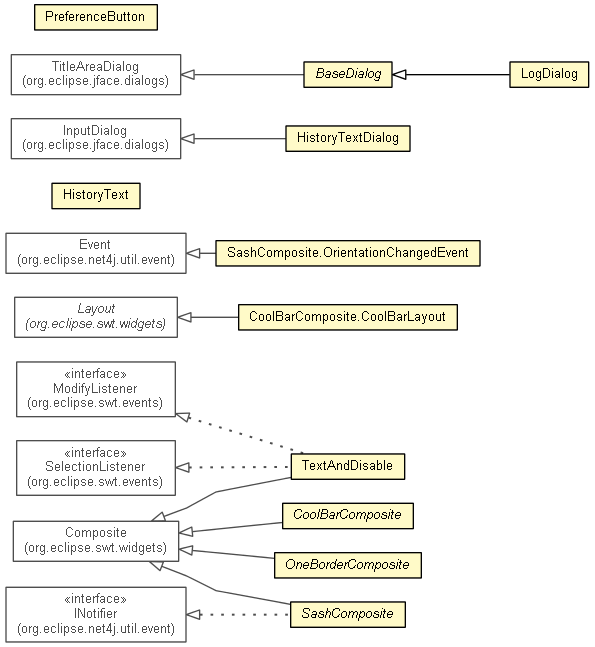 PreferenceButton
TitleAreaDialog
(org.eclipse.jface.dialogs)
BaseDialog
LogDialog
InputDialog
(org.eclipse.jface.dialogs)
HistoryTextDialog
HistoryText
Event
(org.eclipse.net4j.util.event)
SashComposite.OrientationChangedEvent
Layout
(org.eclipse.swt.widgets)
CoolBarComposite.CoolBarLayout
«interface»
ModifyListener
(org.eclipse.swt.events)
«interface»
SelectionListener
(org.eclipse.swt.events)
TextAndDisable
Composite
(org.eclipse.swt.widgets)
CoolBarComposite
OneBorderComposite
«interface»
INotifier
(org.eclipse.net4j.util.event)
SashComposite